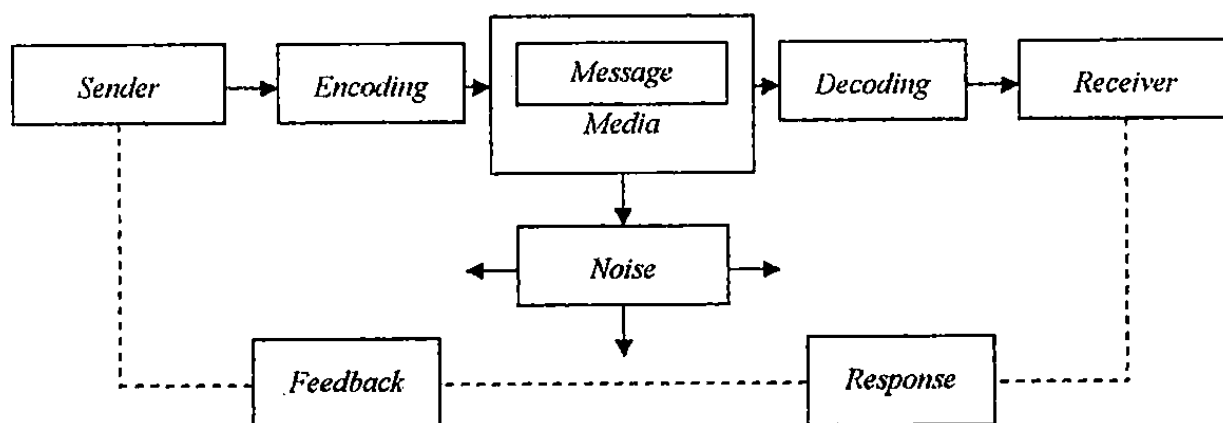 Sender
Encoding
Message
Media
Decoding
Receiver
Noise
Feedback
Response